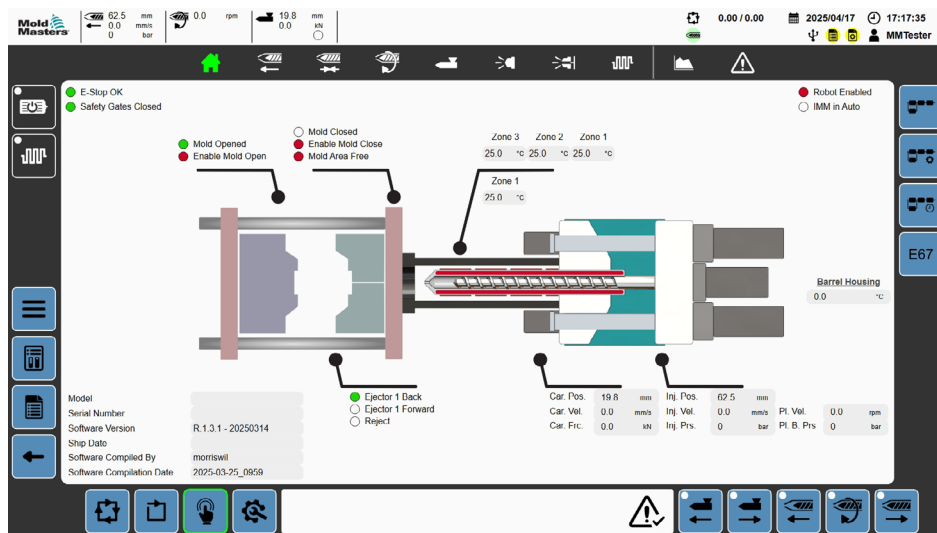 Mold Masters
62.5 mm
0.0 mm/s
0 bar
0.0 rpm
19.8 mm
0.0 kN
0.00 / 0.00
2025/04/17
17:17:35
MMTester
E-Stop OK
Safety Gates Closed
Robot Enabled
IMM in Auto
Mold Opened
Enable Mold Open
Mold Closed
Enable Mold Close
Mold Area Free
Zone 3 Zone 2 Zone 1
25.0 °C 25.0 °C 25.0 °C
Zone 1
25.0 °C
E67
Barrel Housing
0.0 °C
Ejector 1 Back
Ejector 1 Forward
Reject
Model
Serial Number
Software Version R.1.3.1 - 20250314
Ship Date
Software Compiled By morriswil
Software Compilation Date 2025-03-25_0959
Car. Pos. 19.8 mm
Car. Vel. 0.0 mm/s
Car. Frc. 0.0 kN
Inj. Pos. 62.5 mm
Inj. Vel. 0.0 mm/s
Inj. Prs. 0 bar
Pl. Vel. 0.0 rpm
Pl. B. Prs 0 bar